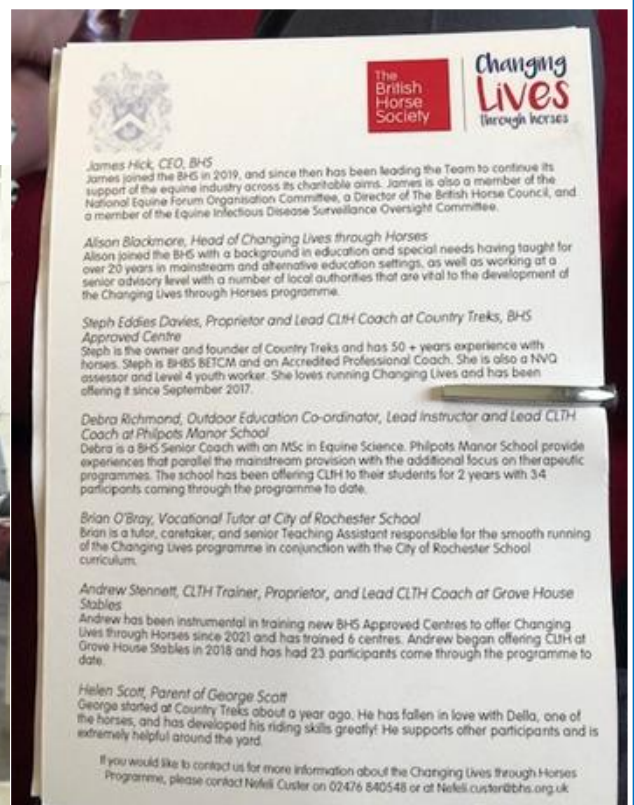 The
British
Horse
Society
Changing
Lives
through horses
James Hick, CEO, BHS
James joined the BHS in 2019, and since then has been leading the Team to continue its
support of the equine industry across its charitable aims. James is also a member of the
National Equine Forum Organisation Committee, a Director of The British Horse Council, and
a member of the Equine Infectious Disease Surveillance Oversight Committee.
Alison Blackmore, Head of Changing Lives through Horses
Alison joined the BHS with a background in education and special needs having taught for
over 20 years in mainstream and alternative education settings, as well as working at a
senior advisory level with a number of local authorities that are vital to the development of
the Changing Lives through Horses programme.
Steph Eddies Davies, Proprietor and Lead CLtH Coach at Country Treks, BHS
Approved Centre
Steph is the owner and founder of Country Treks and has 50 + years experience with
horses. Steph is BHBS BETCM and an Accredited Professional Coach. She is also a NVQ
assessor and Level 4 youth worker. She loves running Changing Lives and has been
offering it since September 2017.
Debra Richmond, Outdoor Education Co-ordinator, Lead Instructor and Lead CLTH
Coach at Philpots Manor School
Debra is a BHS Senior Coach with an MSc in Equine Science. Philpots Manor School provide
experiences that parallel the mainstream provision with the additional focus on therapeutic
programmes. The school has been offering CLtH to their students for 2 years with 34
participants coming through the programme to date.
Brian O'Bray, Vocational Tutor at City of Rochester School
Brian is a tutor, caretaker, and senior Teaching Assistant responsible for the smooth running
of the Changing Lives programme in conjunction with the City of Rochester School
curriculum.
Andrew Stennett, CLTH Trainer, Proprietor, and Lead CLTH Coach at Grove House
Stables
Andrew has been instrumental in training new BHS Approved Centres to offer Changing
Lives through Horses since 2021 and has trained 6 centres. Andrew began offering CLtH at
Grove House Stables in 2018 and has had 23 participants come through the programme to
date.
Helen Scott, Parent of George Scott
George started at Country Treks about a year ago. He has fallen in love with Della, one of
the horses, and has developed his riding skills greatly! He supports other participants and is
extremely helpful around the yard.
If you would like to contact us for more information about the Changing Lives through Horses
Programme, please contact Nefeli Custer on 02476 840548 or at Nefeli.custer@bhs.org.uk